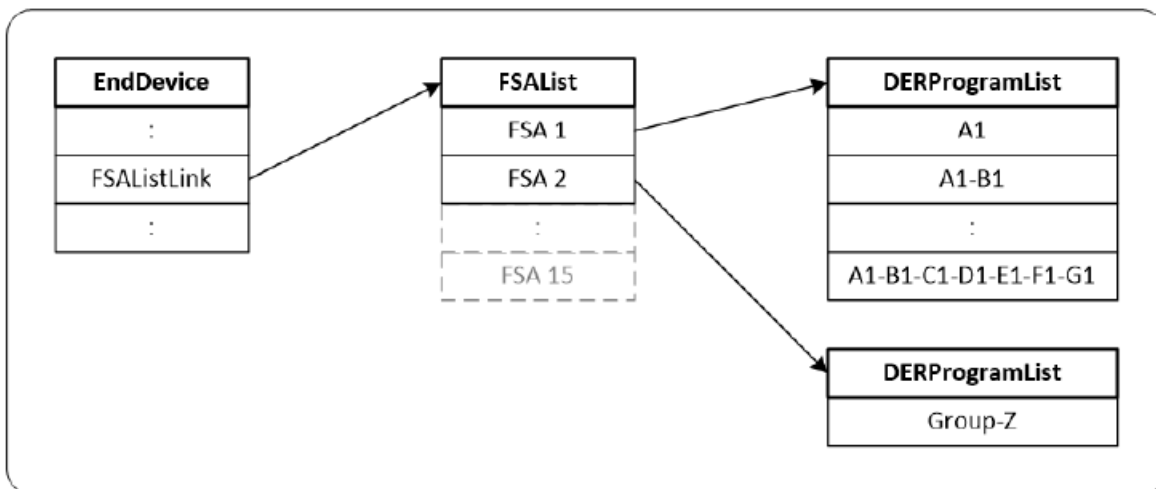 EndDevice
:
FSAListLink
:
FSAList
FSA 1
FSA 2
:
FSA 15
DERProgramList
A1
A1-B1
:
A1-B1-C1-D1-E1-F1-G1
DERProgramList
Group-Z